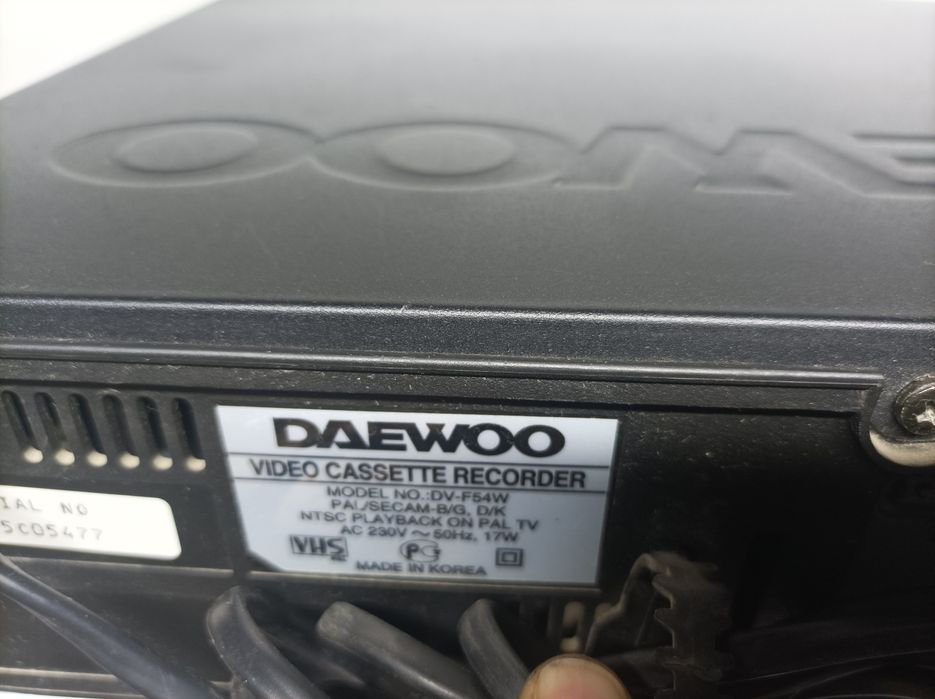 DAEWOO
VIDEO CASSETTE RECORDER
MODEL NO.:DV-F54W
PAL/SECAM-B/G, D/K
NTSC PLAYBACK ON PAL TV
AC 230V ~ 50Hz, 17W
VHS
MADE IN KOREA
IAL NO
5C05477
EWOO